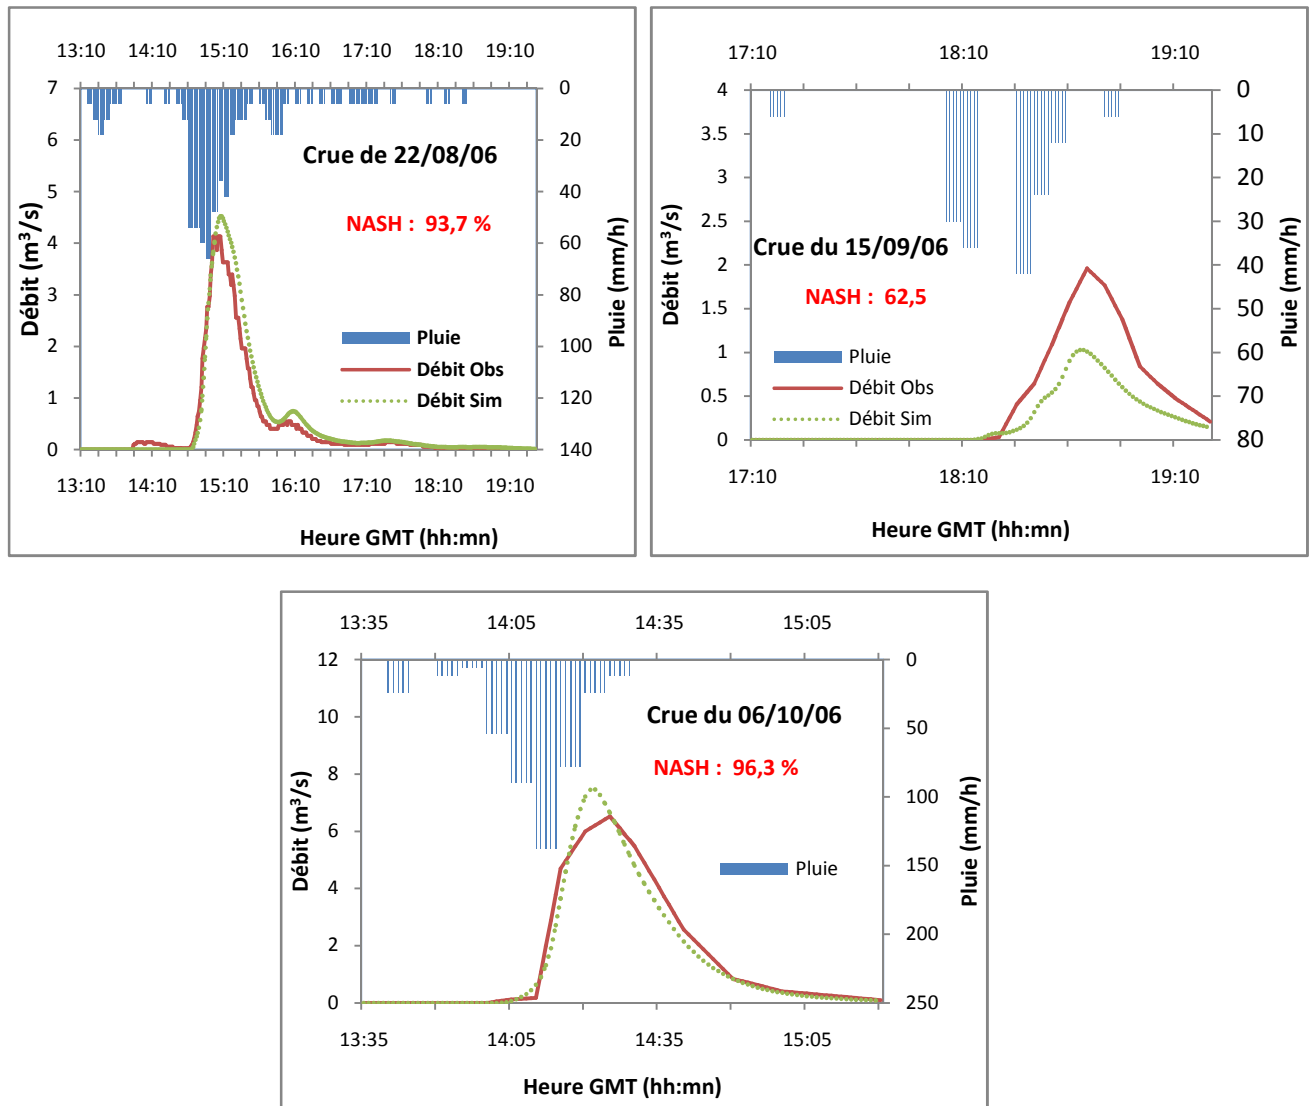 13:10 14:10 15:10 16:10 17:10 18:10 19:10
7 6 5 4 3 2 1 0
Débit (m³/s)
0 20 40 60 80 100 120 140
Pluie (mm/h)
Crue de 22/08/06
NASH : 93,7 %
Pluie
Débit Obs
Débit Sim
13:10 14:10 15:10 16:10 17:10 18:10 19:10
Heure GMT (hh:mn)
17:10 18:10 19:10
4 3.5 3 2.5 2 1.5 1 0.5 0
Débit (m³/s)
0 10 20 30 40 50 60 70 80
Pluie (mm/h)
Crue du 15/09/06
NASH : 62,5
Pluie
Débit Obs
Débit Sim
17:10 18:10 19:10
Heure GMT (hh:mn)
13:35 14:05 14:35 15:05
12 10 8 6 4 2 0
Débit (m³/s)
0 50 100 150 200 250
Pluie (mm/h)
Crue du 06/10/06
NASH : 96,3 %
Pluie
13:35 14:05 14:35 15:05
Heure GMT (hh:mn)